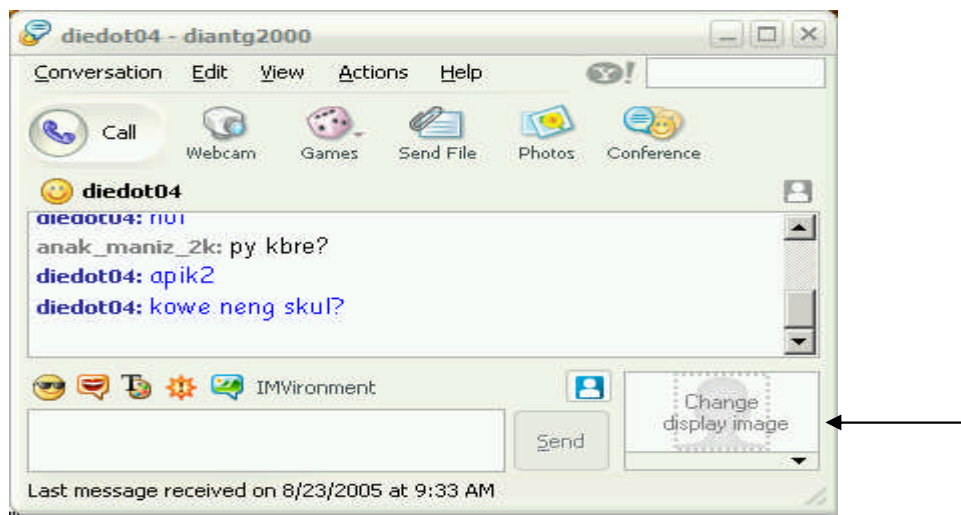 diedot04 - diantg2000
Conversation Edit View Actions Help Y!
Call Webcam Games Send File Photos Conference
diedot04
diedot04:
anak_maniz_2k: py kbre?
diedot04: apik2
diedot04: kowe neng skul?
IMVironment
Change
display image
Send
Last message received on 8/23/2005 at 9:33 AM